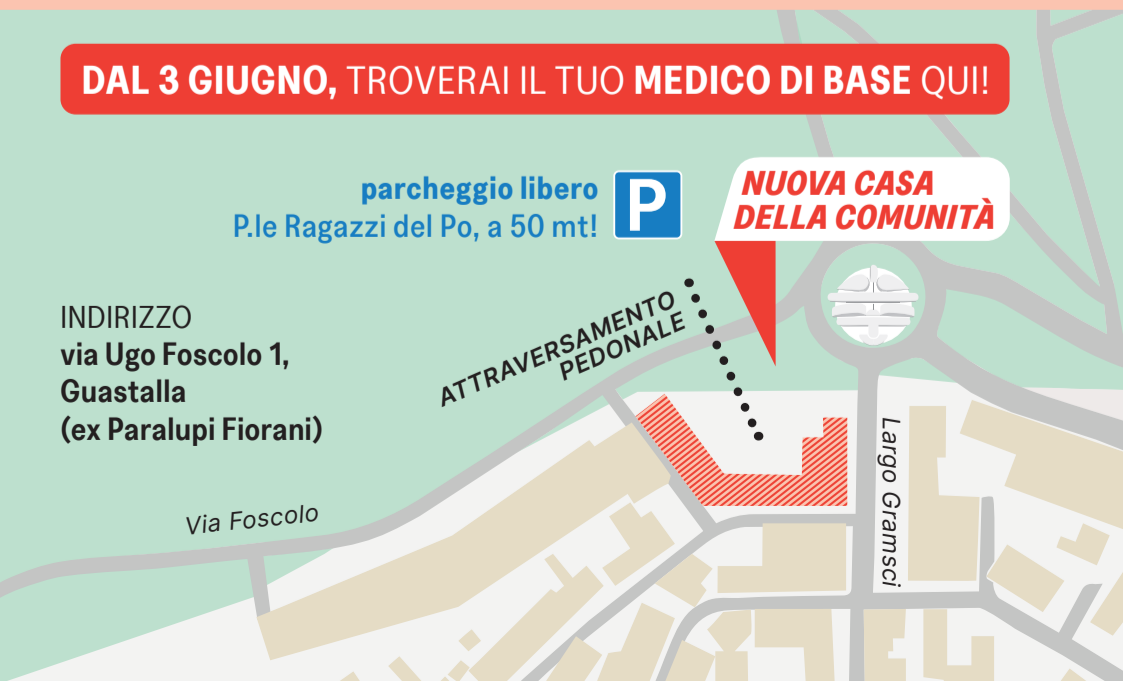 DAL 3 GIUGNO, TROVERAI IL TUO MEDICO DI BASE QUI!
parcheggio libero
P.le Ragazzi del Po, a 50 mt!
P
NUOVA CASA
DELLA COMUNITÀ
INDIRIZZO
via Ugo Foscolo 1,
Guastalla
(ex Paralupi Fiorani)
ATTRAVERSAMENTO
PEDONALE
Largo Gramsci
Via Foscolo